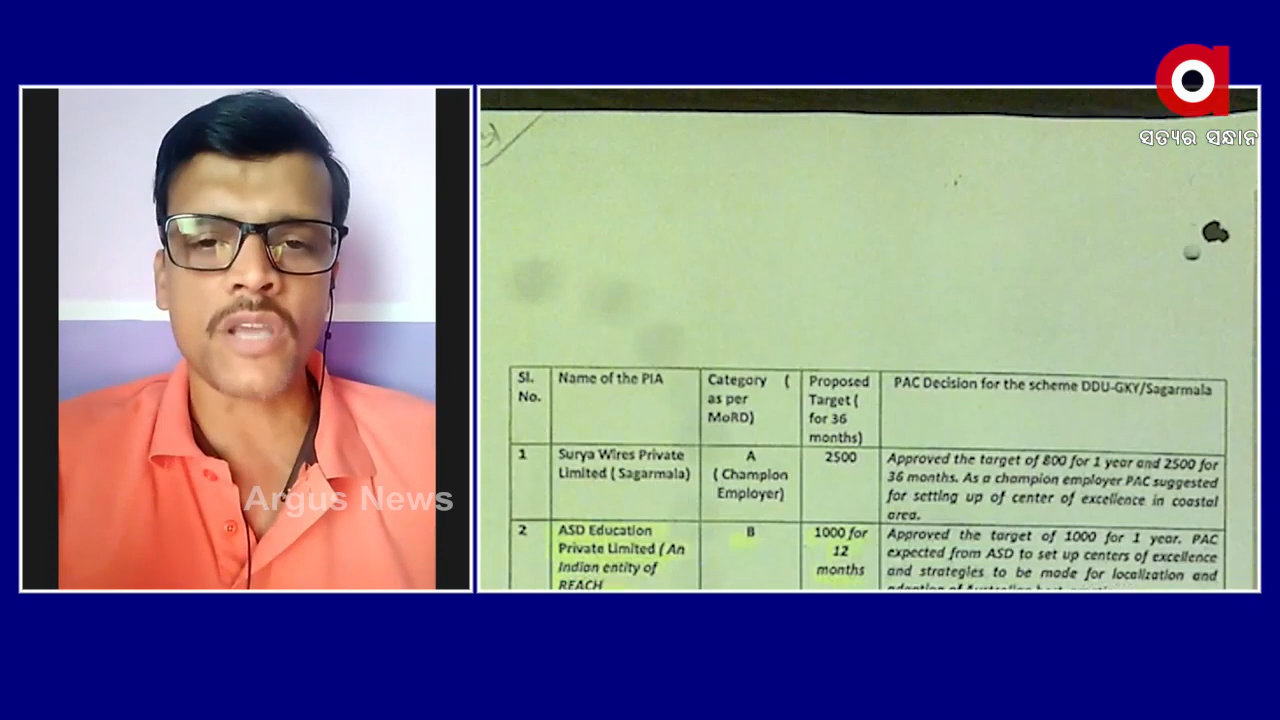 ସତ୍ୟର ସନ୍ଧାନ
Argus News
Sl.
No.
Name of the PIA
Category (
as per
MoRD)
Proposed
Target (
for 36
months)
PAC Decision for the scheme DDU-GKY/Sagarmala
1
Surya Wires Private
Limited ( Sagarmala)
A
( Champion
Employer)
2500
Approved the target of 800 for 1 year and 2500 for
36 months. As a champion employer PAC suggested
for setting up of center of excellence in coastal
area.
2
ASD Education
Private Limited ( An
Indian entity of
REACH
B
1000 for
12
months
Approved the target of 1000 for 1 year. PAC
expected from ASD to set up centers of excellence
and strategies to be made for localization and